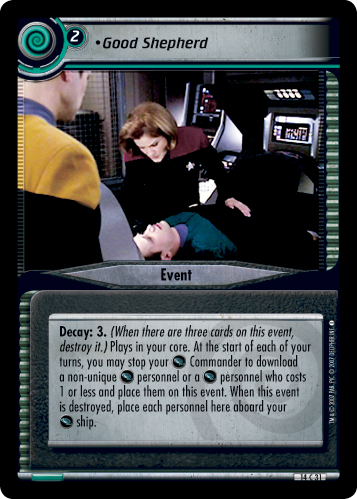 2
•Good Shepherd
Event
Decay: 3. (When there are three cards on this event,
destroy it.) Plays in your core. At the start of each of your
turns, you may stop your Commander to download
a non-unique personnel or a personnel who costs
1 or less and place them on this event. When this event
is destroyed, place each personnel here aboard your
ship.
14 C 31